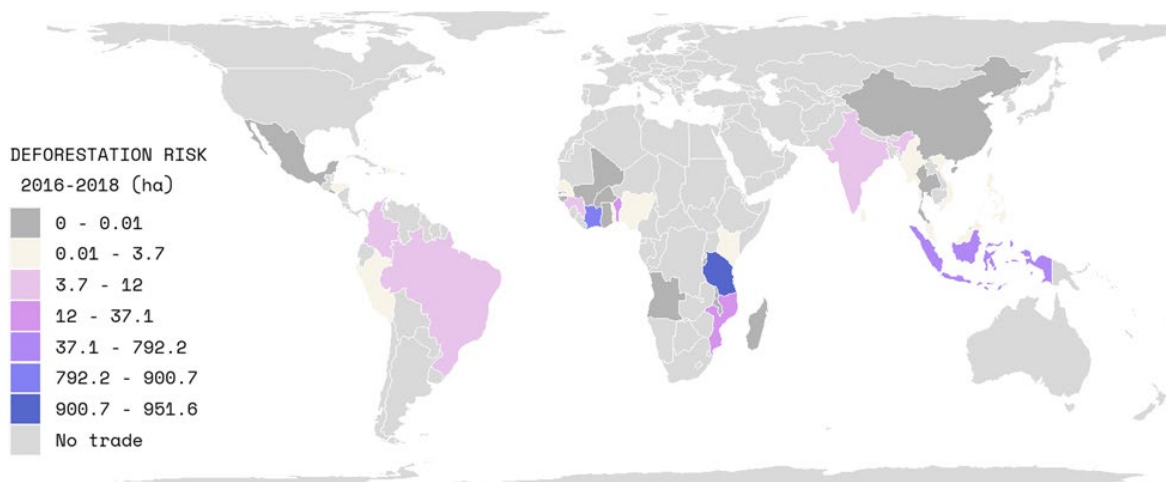 DEFORESTATION RISK
2016-2018 (ha)
0 - 0.01
0.01 - 3.7
3.7 - 12
12 - 37.1
37.1 - 792.2
792.2 - 900.7
900.7 - 951.6
No trade